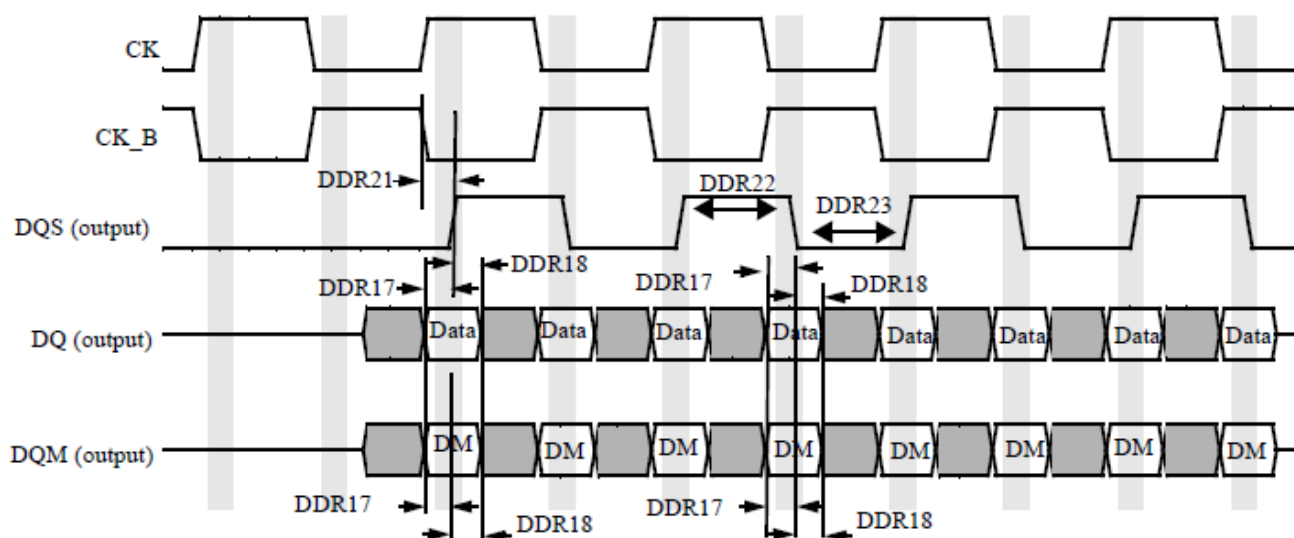 CK
CK_B
DDR21
DDR22
DDR23
DQS (output)
DDR18
DDR17
DDR17
DDR18
DQ (output)
Data Data Data Data Data Data Data Data
DQM (output)
DM DM DM DM DM DM DM DM
DDR17
DDR18
DDR17
DDR18